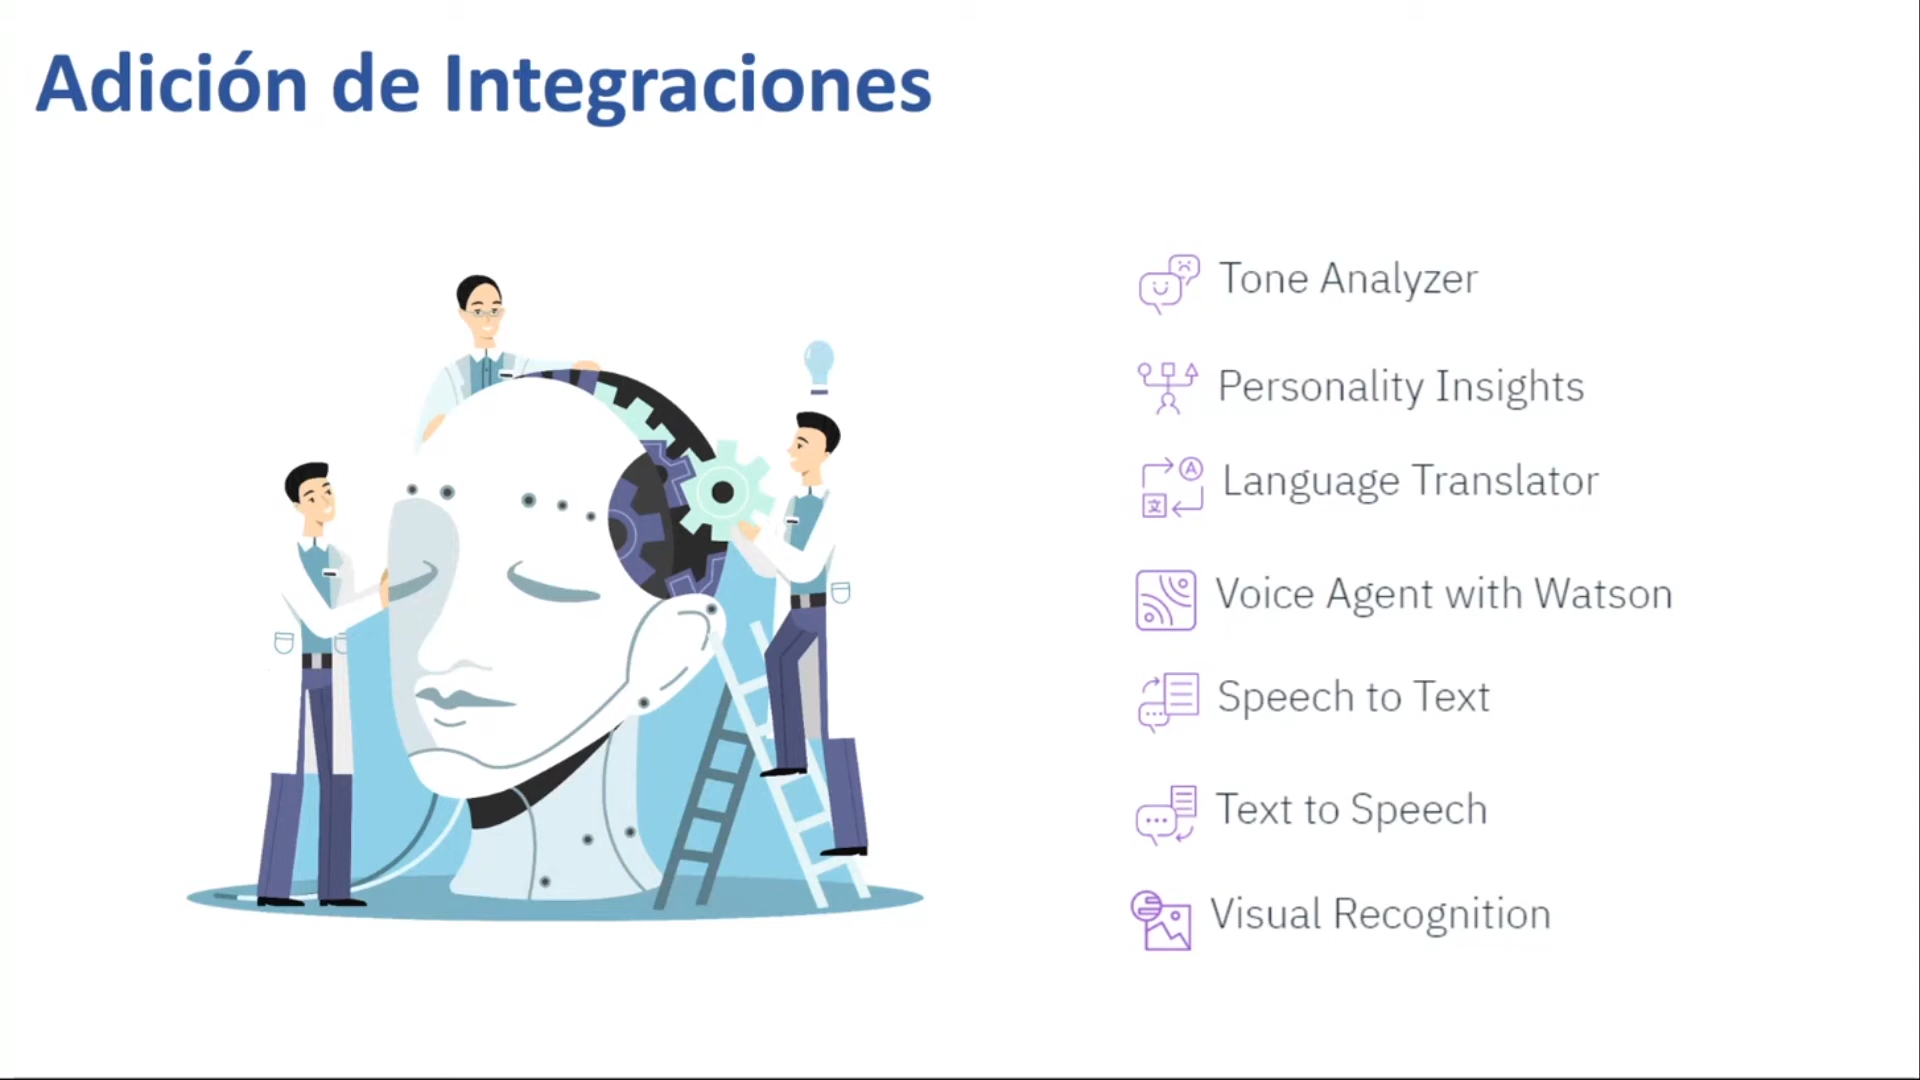 Adición de Integraciones
Tone Analyzer
Personality Insights
Language Translator
Voice Agent with Watson
Speech to Text
Text to Speech
Visual Recognition